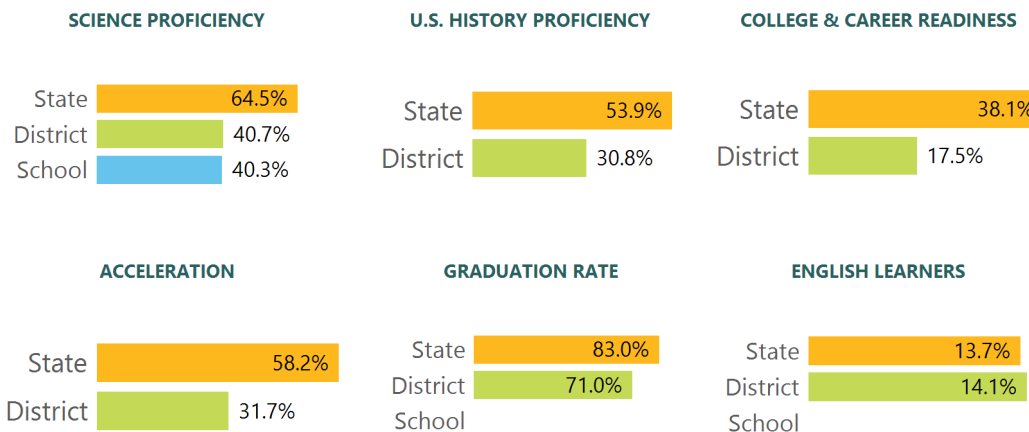 SCIENCE PROFICIENCY
State 64.5%
District 40.7%
School 40.3%
U.S. HISTORY PROFICIENCY
State 53.9%
District 30.8%
COLLEGE & CAREER READINESS
State 38.1%
District 17.5%
ACCELERATION
State 58.2%
District 31.7%
GRADUATION RATE
State 83.0%
District 71.0%
School
ENGLISH LEARNERS
State 13.7%
District 14.1%
School